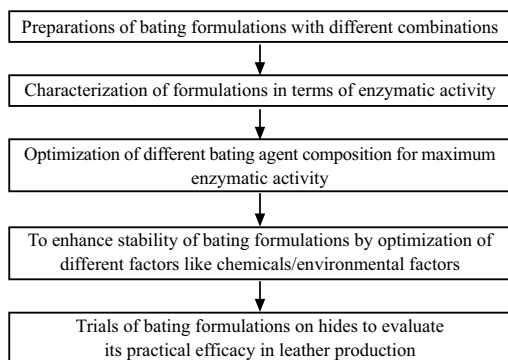 Preparations of bating formulations with different combinations
Characterization of formulations in terms of enzymatic activity
Optimization of different bating agent composition for maximum
enzymatic activity
To enhance stability of bating formulations by optimization of
different factors like chemicals/environmental factors
Trials of bating formulations on hides to evaluate
its practical efficacy in leather production